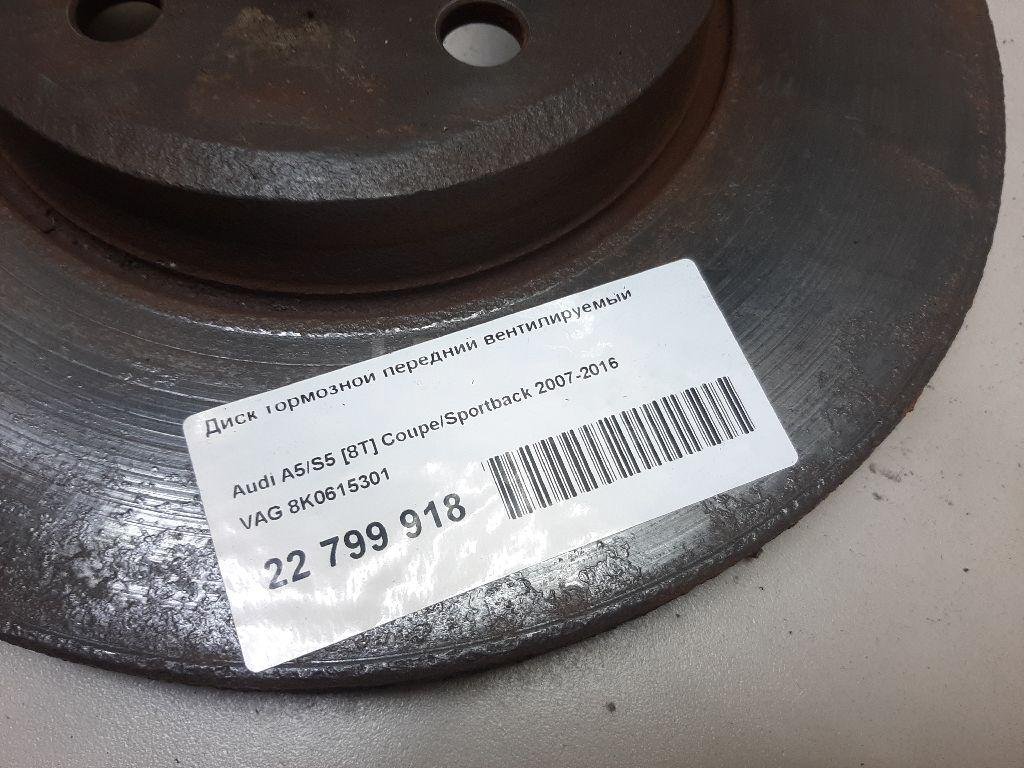 Диск тормозной передний вентилируемый
Audi A5/S5 [8T] Coupe/Sportback 2007-2016
VAG 8K0615301
22 799 918